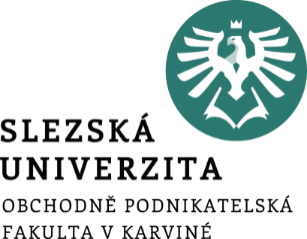 SLEZSKÁ
UNIVERZITA
OBCHODNĚ PODNIKATELSKÁ
FAKULTA V KARVINÉ